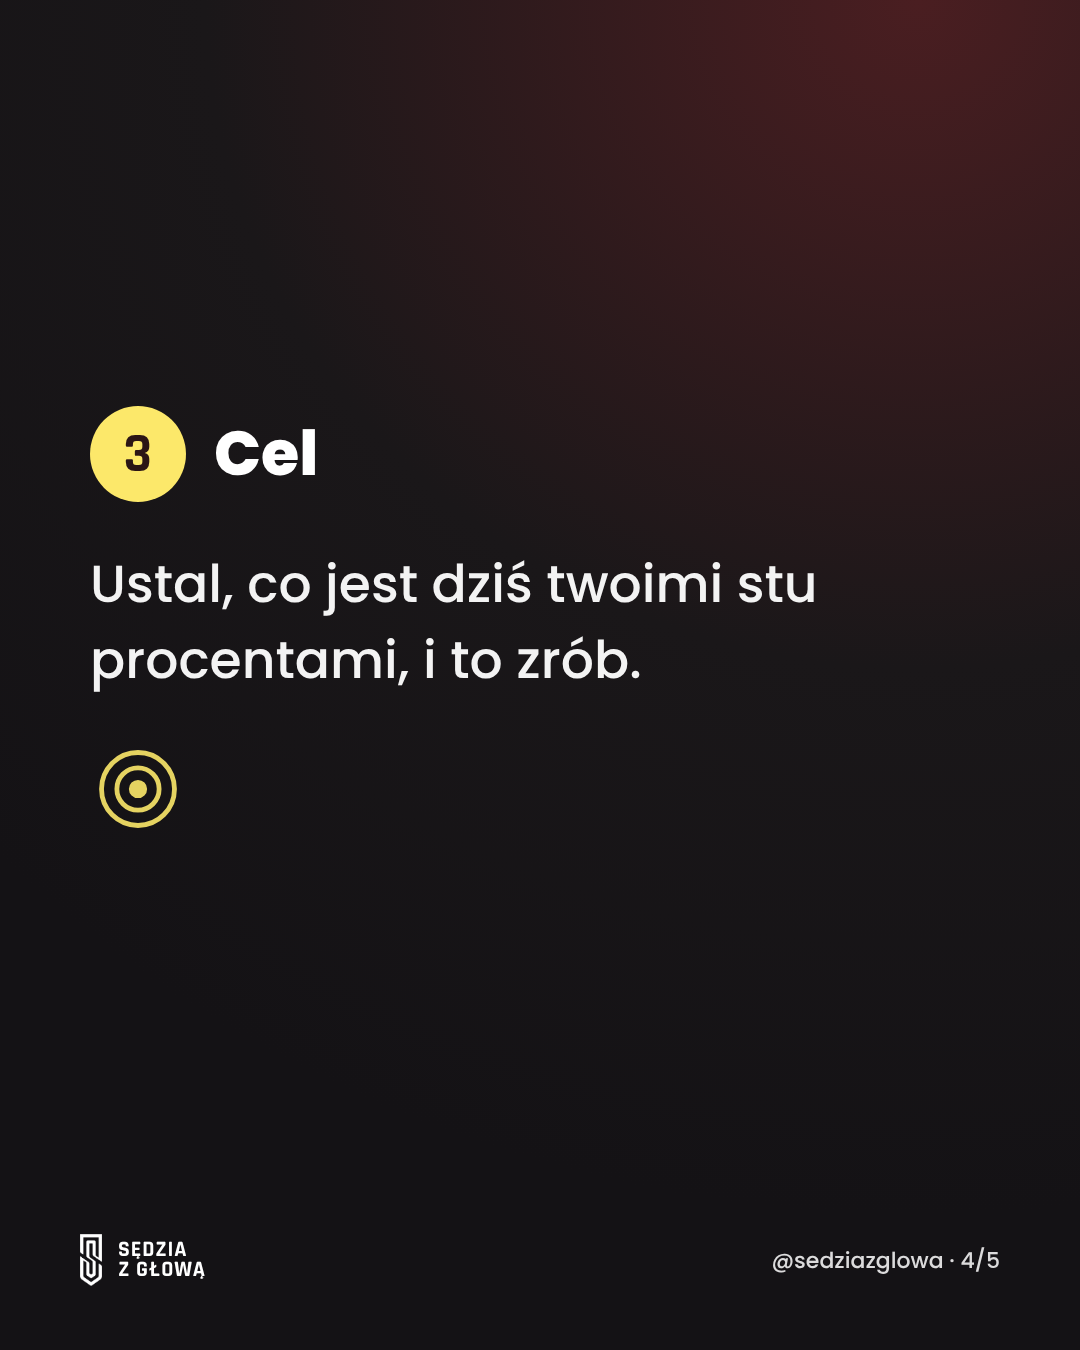 3 Cel
Ustal, co jest dziś twoimi stu
procentami, i to zrób.
SĘDZIA
Z GŁOWĄ
@sedziazglowa · 4/5